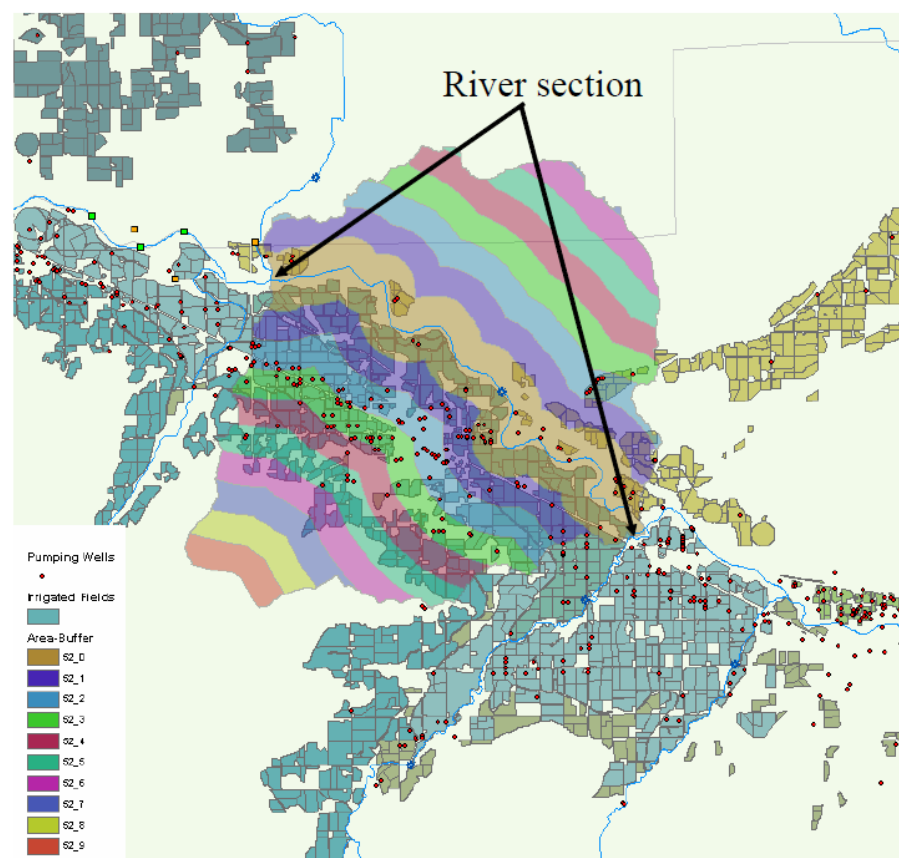 River section
Pumping Wells
Irrigated Fields
Area-Buffer
52_0
52_1
52_2
52_3
52_4
52_5
52_6
52_7
52_8
52_9